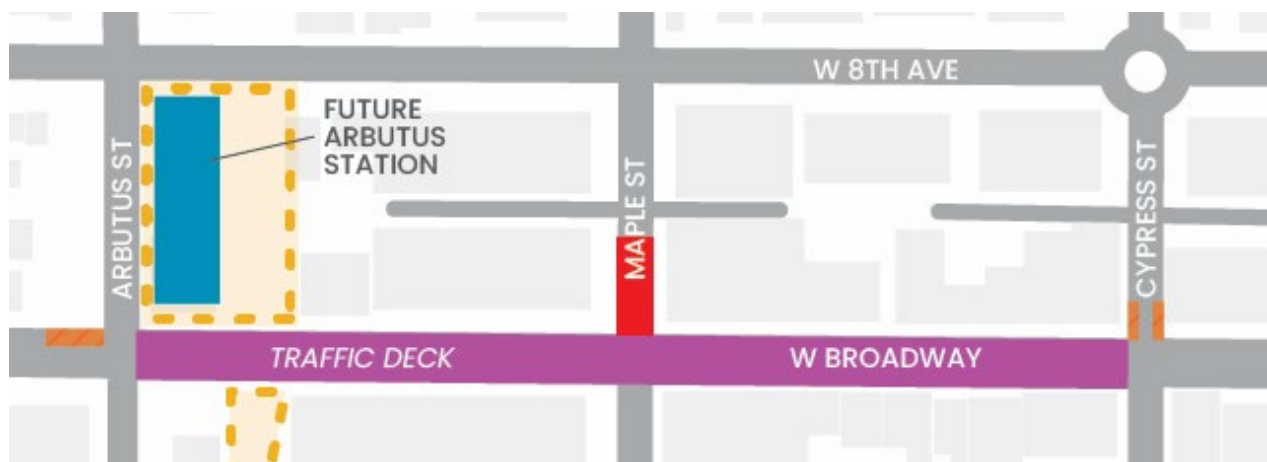 W 8TH AVE
FUTURE
ARBUTUS
STATION
ARBUTUS ST
MAPLE ST
CYPRESS ST
TRAFFIC DECK
W BROADWAY